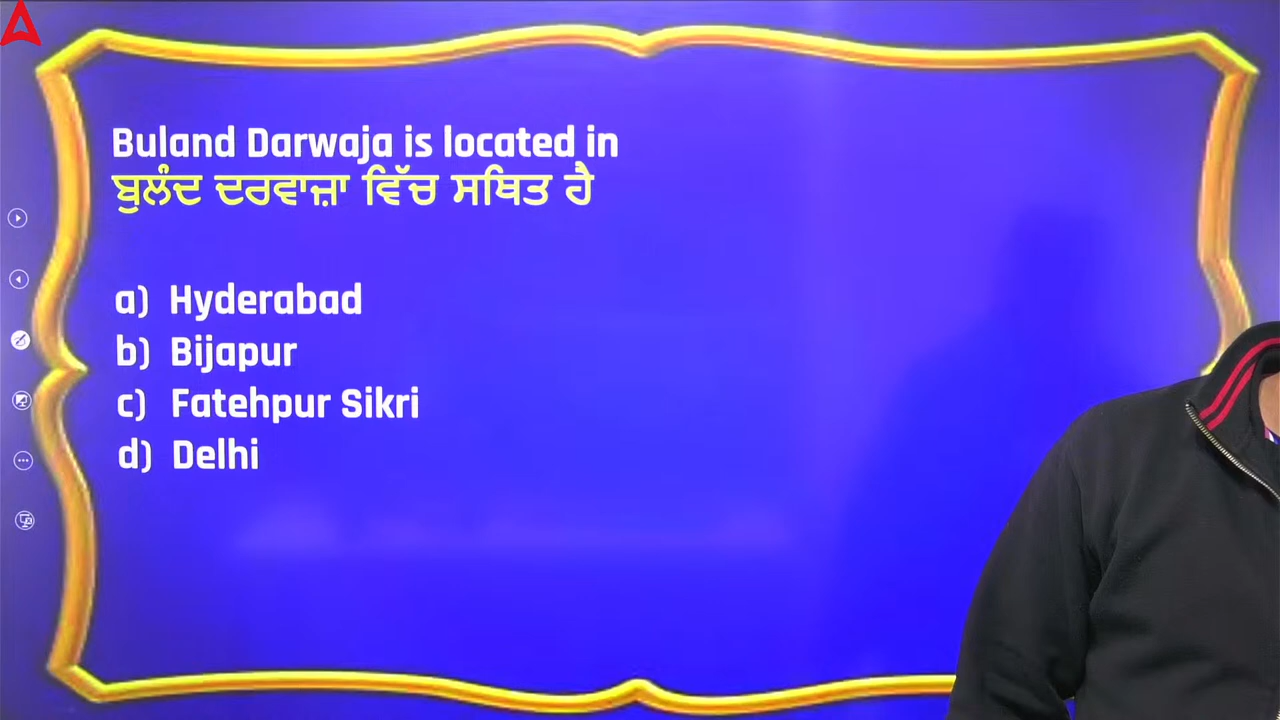 Buland Darwaja is located in
ਬੁਲੰਦ ਦਰਵਾਜ਼ਾ ਵਿੱਚ ਸਥਿਤ ਹੈ
a) Hyderabad
b) Bijapur
c) Fatehpur Sikri
d) Delhi